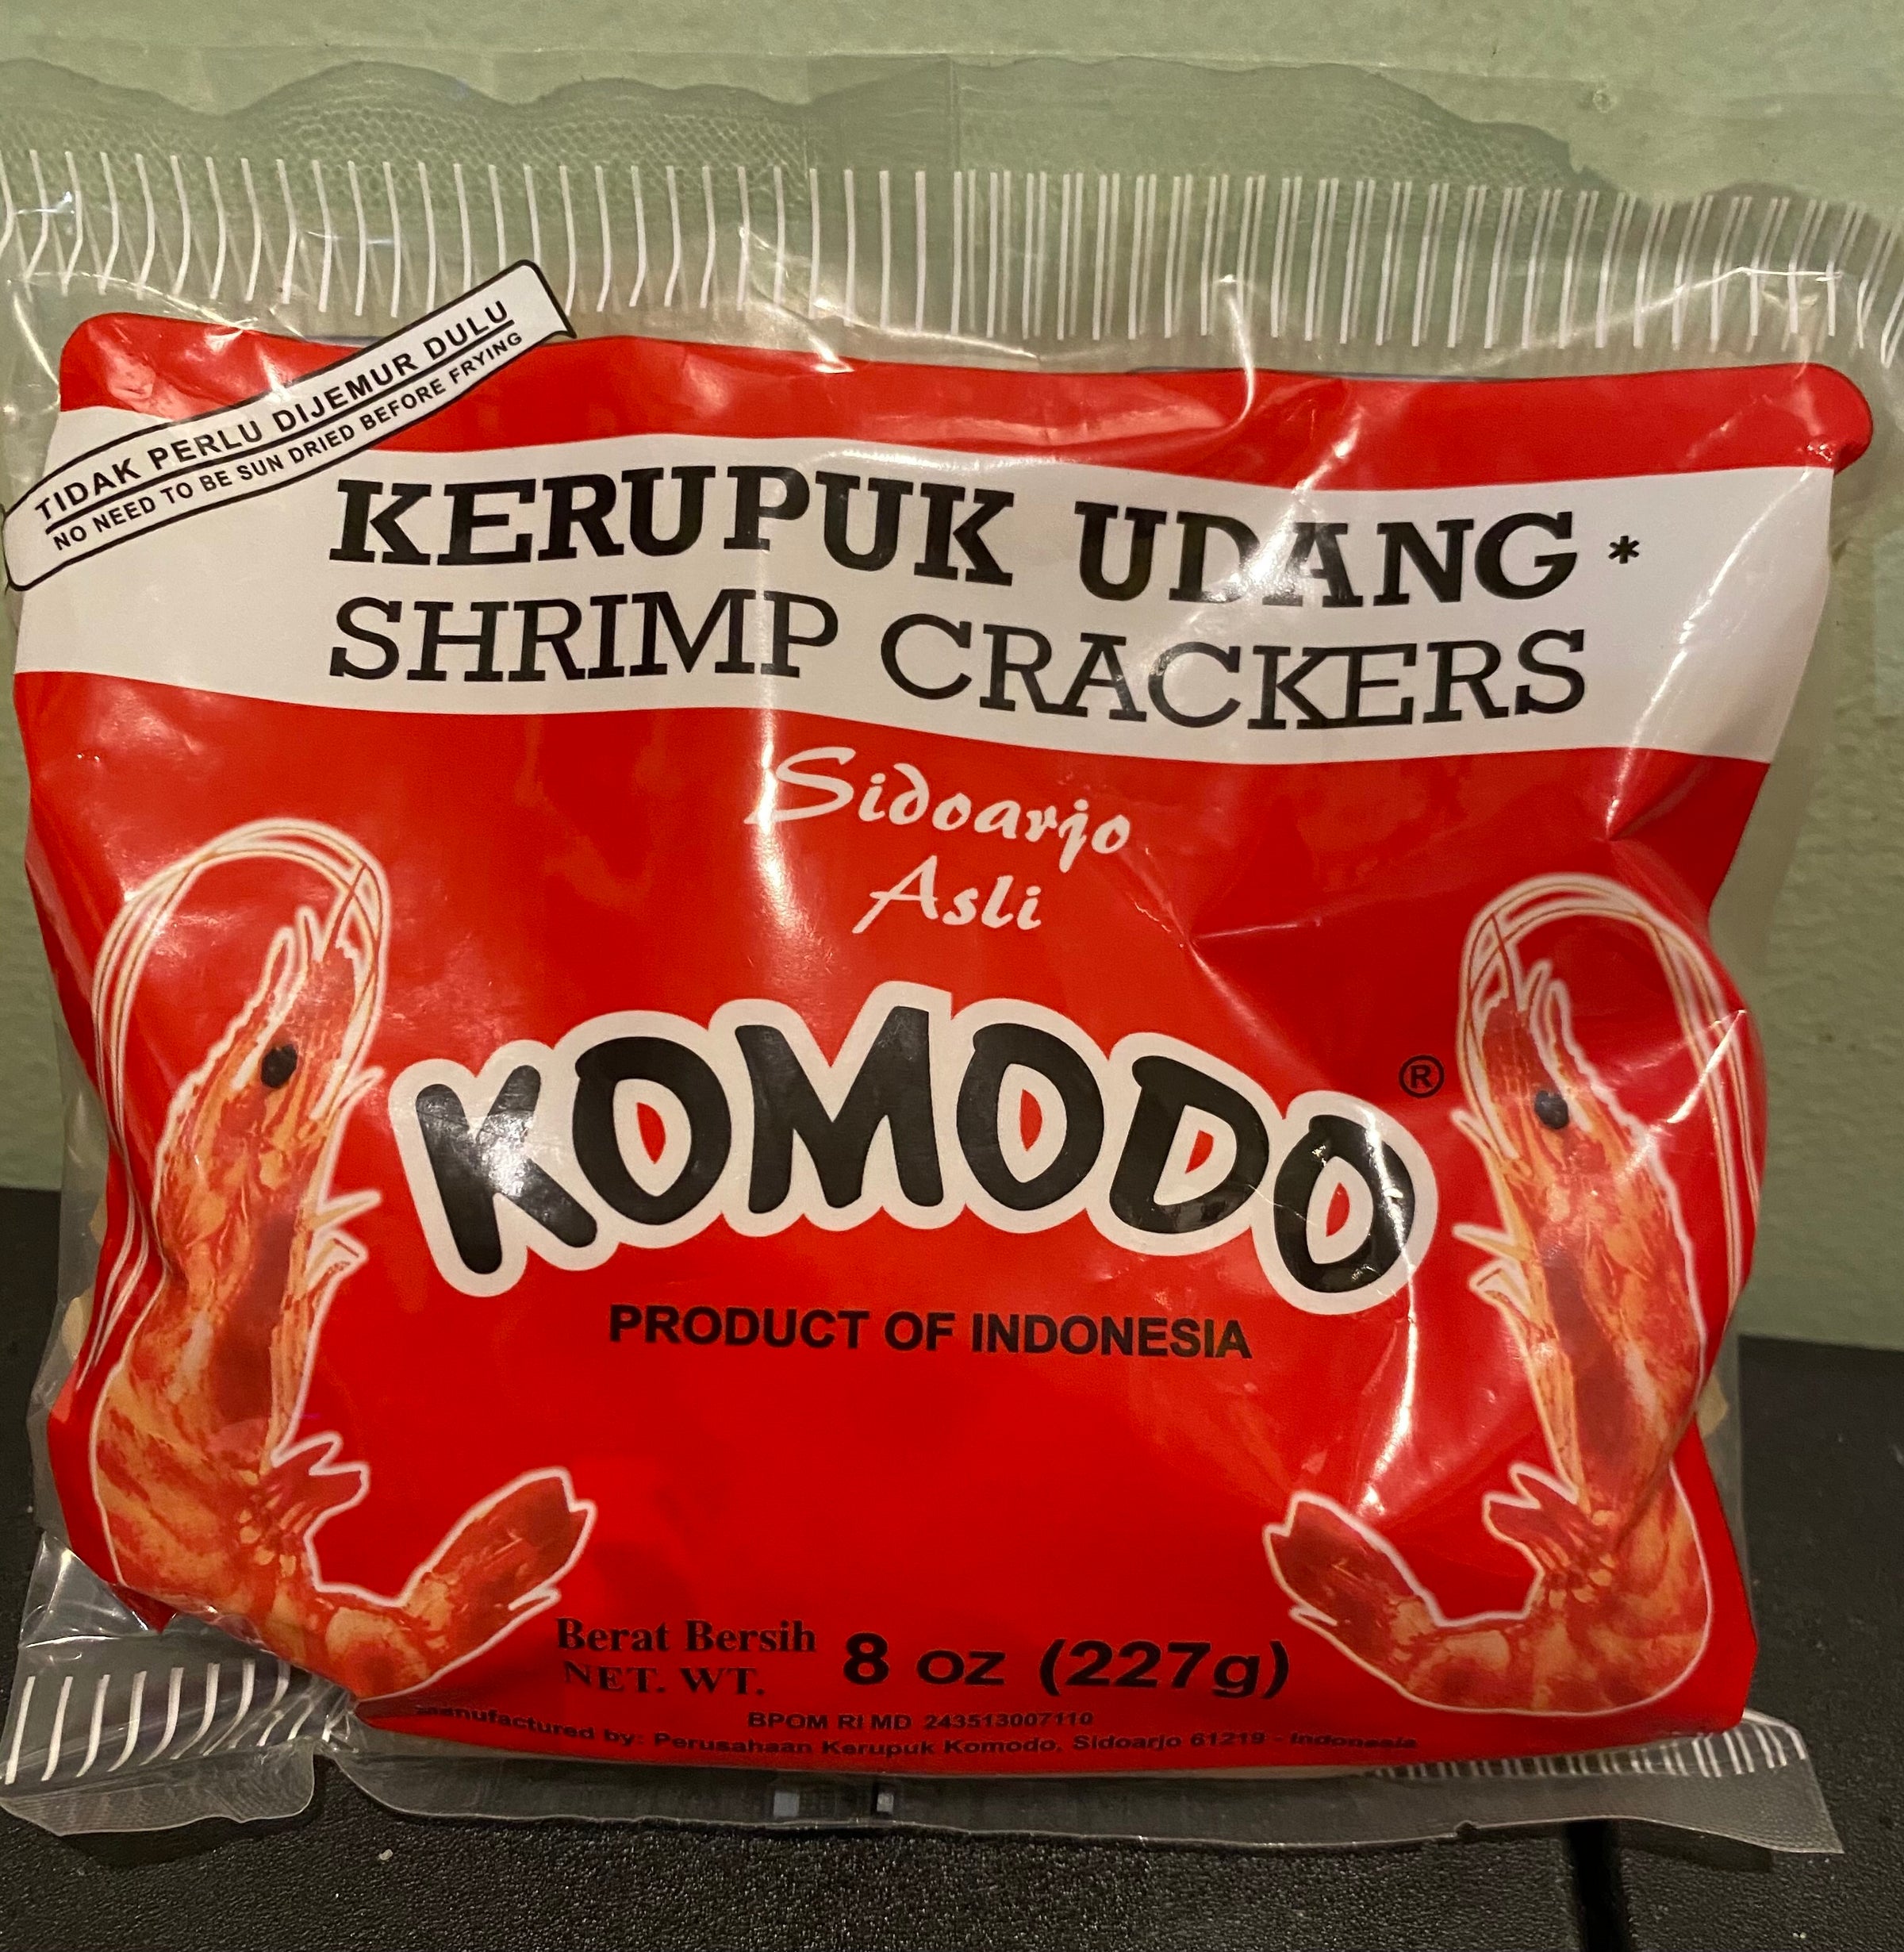 TIDAK PERLU DIJEMUR DULU
NO NEED TO BE SUN DRIED BEFORE FRYING
KERUPUK UDANG *
SHRIMP CRACKERS
Sidoarjo
Asli
KOMODO ®
PRODUCT OF INDONESIA
Berat Bersih
NET. WT.
8 oz (227g)
BPOM RI MD 243513007110
manufactured by: Perusahaan Kerupuk Komodo, Sidoarjo 61219 - Indonesia